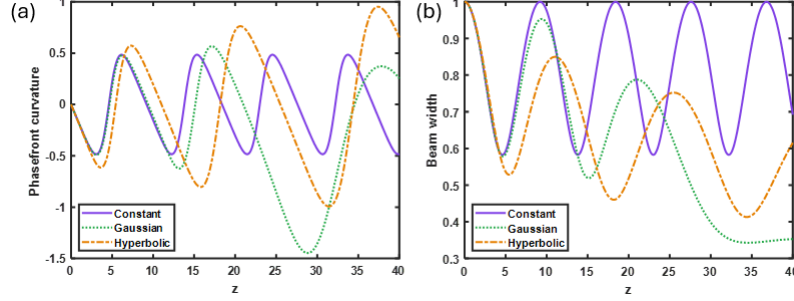 (a)
Phasefront curvature
1
0.5
0
-0.5
-1
-1.5
0 5 10 15 20 25 30 35 40
z
Constant
Gaussian
Hyperbolic
(b)
Beam width
1
0.9
0.8
0.7
0.6
0.5
0.4
0.3
0 5 10 15 20 25 30 35 40
z
Constant
Gaussian
Hyperbolic